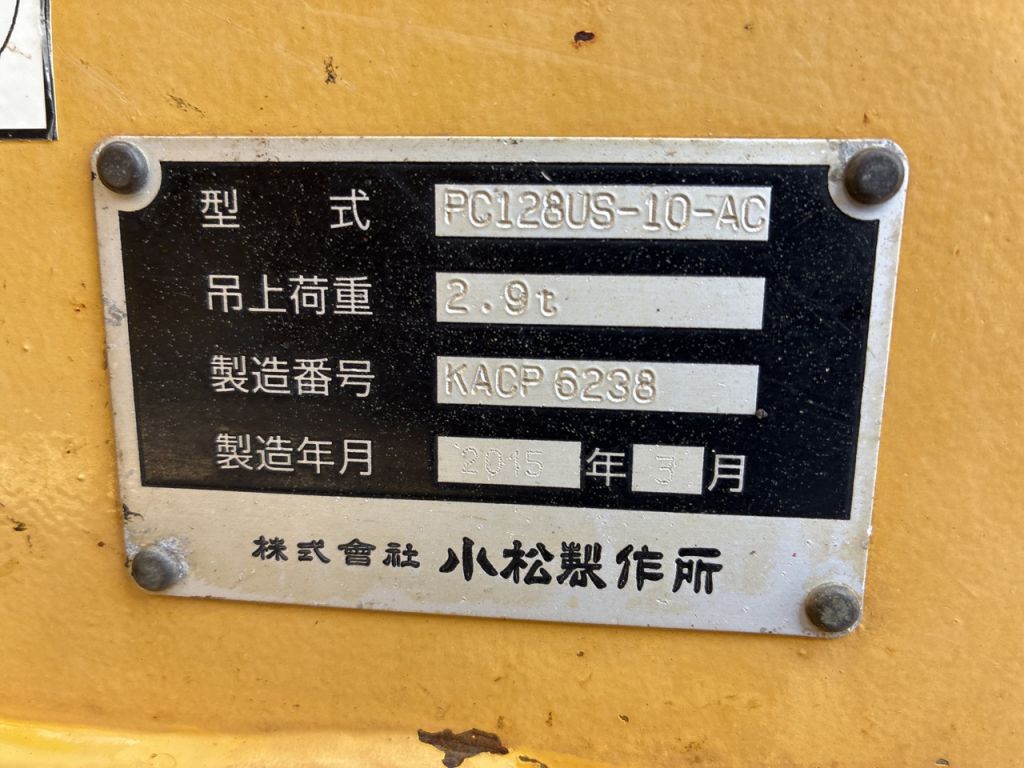 型 式 PC128US-10-AC
吊上荷重 2.9t
製造番号 KACP 6238
製造年月 2015 年 3 月
株式會社 小松製作所